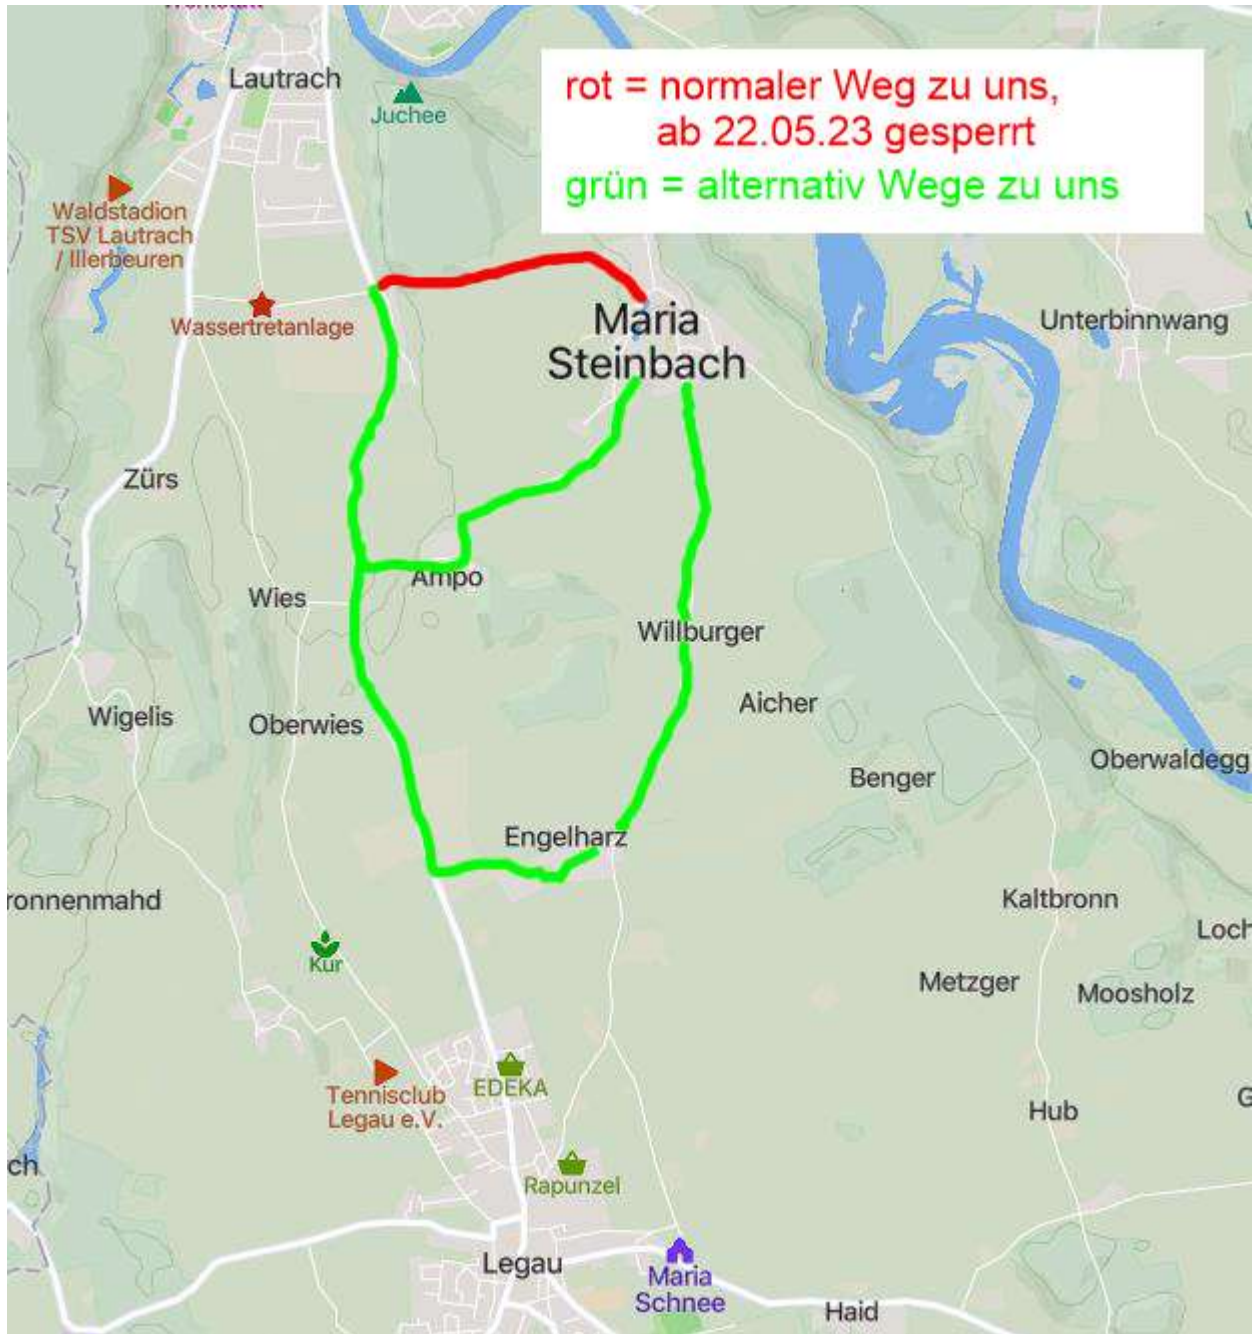 Lautrach
Juchee
rot = normaler Weg zu uns,
ab 22.05.23 gesperrt
grün = alternativ Wege zu uns
Waldstadion
TSV Lautrach
/ Illerbeuren
Wassertretanlage
Maria
Steinbach
Unterbinnwang
Zürs
Ampo
Wies
Willburger
Aicher
Wigelis
Oberwies
Oberwaldegg
Benger
Engelharz
ronnenmahd
Kaltbronn
Loch
Kur
Metzger
Moosholz
Tennisclub
Legau e.V.
EDEKA
Hub
G
ch
Rapunzel
Legau
Maria
Schnee
Haid